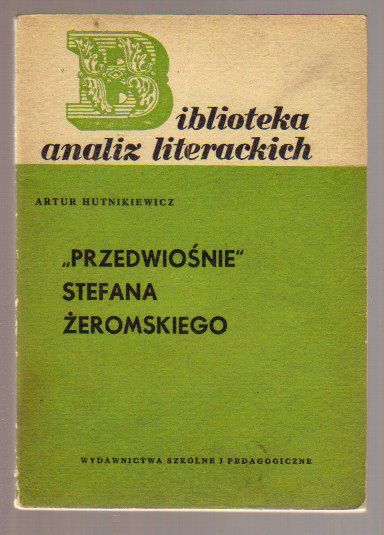 Biblioteka
analiz literackich
ARTUR HUTNIKIEWICZ
„PRZEDWIOŚNIE“
STEFANA
ŻEROMSKIEGO
WYDAWNICTWA SZKOLNE I PEDAGOGICZNE